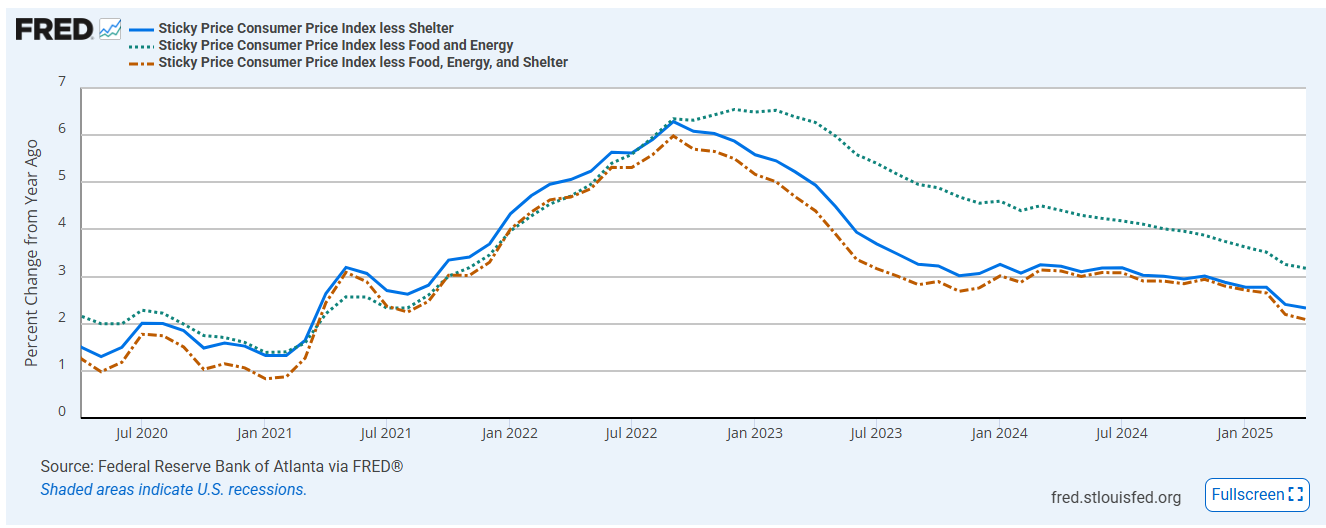 FRED
Sticky Price Consumer Price Index less Shelter
Sticky Price Consumer Price Index less Food and Energy
Sticky Price Consumer Price Index less Food, Energy, and Shelter
Percent Change from Year Ago
7
6
5
4
3
2
1
0
Jul 2020 Jan 2021 Jul 2021 Jan 2022 Jul 2022 Jan 2023 Jul 2023 Jan 2024 Jul 2024 Jan 2025
Source: Federal Reserve Bank of Atlanta via FRED®
Shaded areas indicate U.S. recessions.
fred.stlouisfed.org
Fullscreen